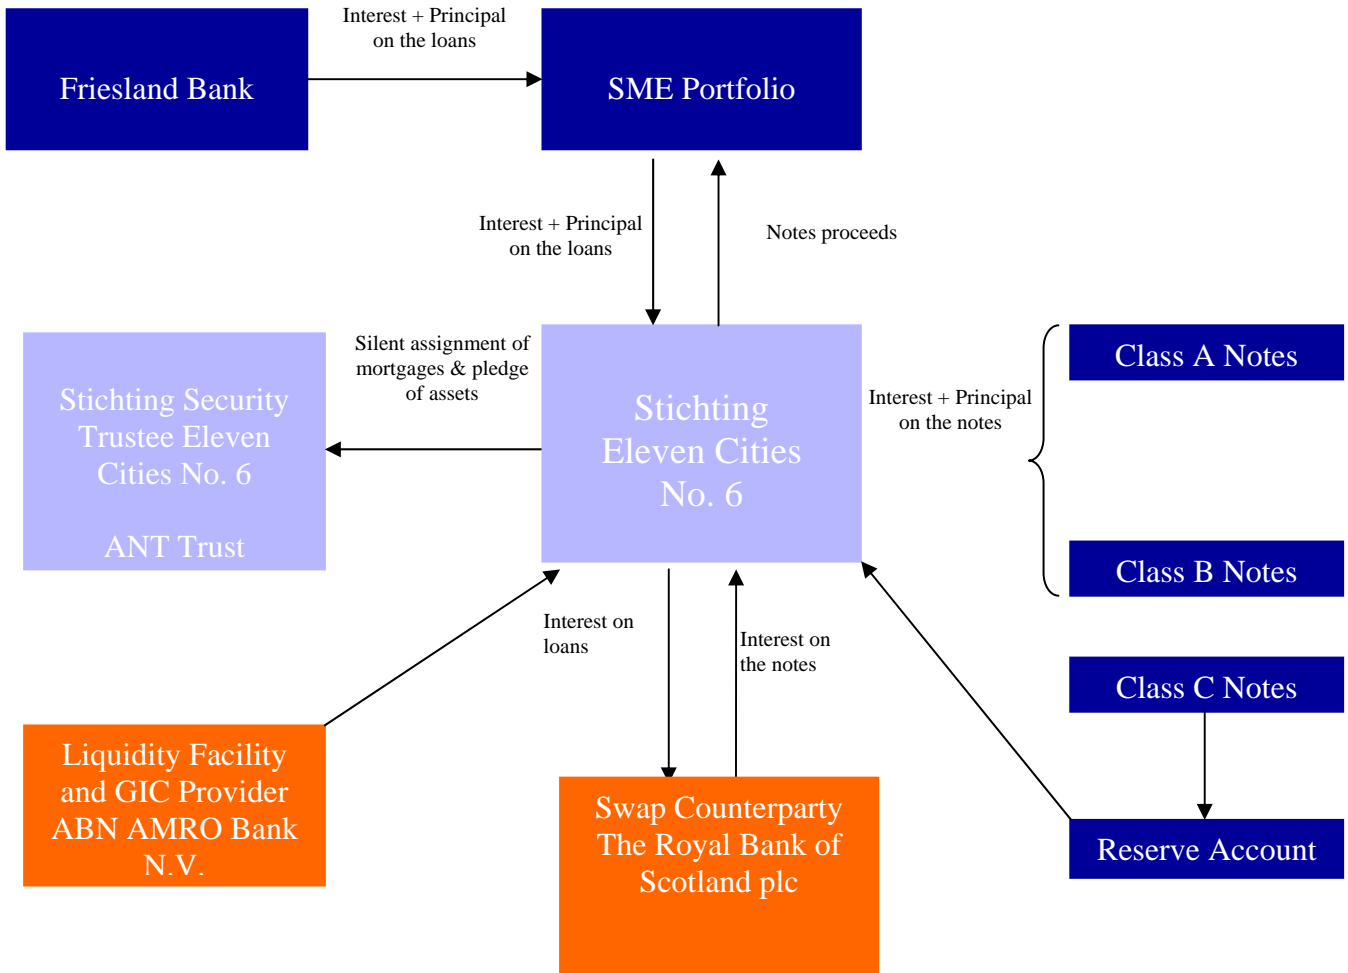 Interest + Principal
on the loans
Friesland Bank
SME Portfolio
Interest + Principal
on the loans
Notes proceeds
Silent assignment of
mortgages & pledge
of assets
Stichting Security
Trustee Eleven
Cities No. 6
ANT Trust
Stichting
Eleven Cities
No. 6
Interest + Principal
on the notes
Class A Notes
Class B Notes
Interest on
loans
Interest on
the notes
Class C Notes
Liquidity Facility
and GIC Provider
ABN AMRO Bank
N.V.
Swap Counterparty
The Royal Bank of
Scotland plc
Reserve Account